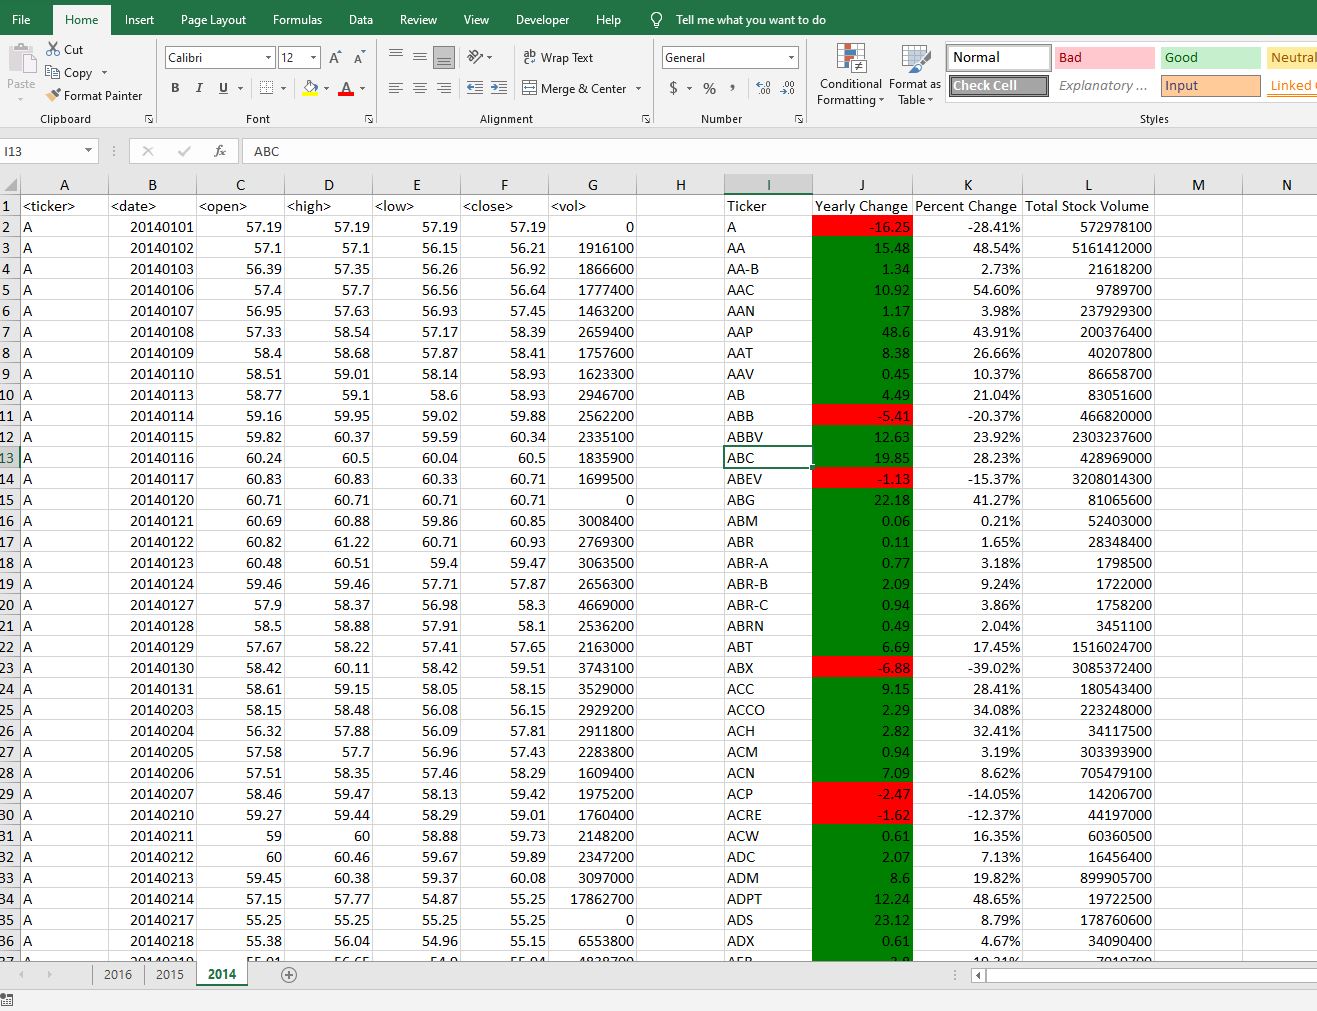 File Home Insert Page Layout Formulas Data Review View Developer Help Tell me what you want to do
Cut
Copy
Format Painter
Paste
Clipboard
Calibri 12 A A
B I U A
Font
ab Wrap Text
Merge & Center
Alignment
General
$ % , .00 .00
Number
Conditional Formatting
Format as Table
Normal Bad Good Neutral
Check Cell Explanatory ... Input Linked
Styles
I13 fx ABC
A B C D E F G H I J K L M N
1 <ticker> <date> <open> <high> <low> <close> <vol> Ticker Yearly Change Percent Change Total Stock Volume
2 A 20140101 57.19 57.19 57.19 57.19 0 A -16.25 -28.41% 572978100
3 A 20140102 57.1 57.1 56.15 56.21 1916100 AA 15.48 48.54% 5161412000
4 A 20140103 56.39 57.35 56.26 56.92 1866600 AA-B 1.34 2.73% 21618200
5 A 20140106 57.4 57.7 56.56 56.64 1777400 AAC 10.92 54.60% 9789700
6 A 20140107 56.95 57.63 56.93 57.45 1463200 AAN 1.17 3.98% 237929300
7 A 20140108 57.33 58.54 57.17 58.39 2659400 AAP 48.6 43.91% 200376400
8 A 20140109 58.4 58.68 57.87 58.41 1757600 AAT 8.38 26.66% 40207800
9 A 20140110 58.51 59.01 58.14 58.93 1623300 AAV 0.45 10.37% 86658700
10 A 20140113 58.77 59.1 58.6 58.93 2946700 AB 4.49 21.04% 83051600
11 A 20140114 59.16 59.95 59.02 59.88 2562200 ABB -5.41 -20.37% 466820000
12 A 20140115 59.82 60.37 59.59 60.34 2335100 ABBV 12.63 23.92% 2303237600
13 A 20140116 60.24 60.5 60.04 60.5 1835900 ABC 19.85 28.23% 428969000
14 A 20140117 60.83 60.83 60.33 60.71 1699500 ABEV -1.13 -15.37% 3208014300
15 A 20140120 60.71 60.71 60.71 60.71 0 ABG 22.18 41.27% 81065600
16 A 20140121 60.69 60.88 59.86 60.85 3008400 ABM 0.06 0.21% 52403000
17 A 20140122 60.82 61.22 60.71 60.93 2769300 ABR 0.11 1.65% 28348400
18 A 20140123 60.48 60.51 59.4 59.47 3063500 ABR-A 0.77 3.18% 1798500
19 A 20140124 59.46 59.46 57.71 57.87 2656300 ABR-B 2.09 9.24% 1722000
20 A 20140127 57.9 58.37 56.98 58.3 4669000 ABR-C 0.94 3.86% 1758200
21 A 20140128 58.5 58.88 57.91 58.1 2536200 ABRN 0.49 2.04% 3451100
22 A 20140129 57.67 58.22 57.41 57.65 2163000 ABT 6.69 17.45% 1516024700
23 A 20140130 58.42 60.11 58.42 59.51 3743100 ABX -6.88 -39.02% 3085372400
24 A 20140131 58.61 59.15 58.05 58.15 3529000 ACC 9.15 28.41% 180543400
25 A 20140203 58.15 58.48 56.08 56.15 2929200 ACCO 2.29 34.08% 223248000
26 A 20140204 56.32 57.88 56.09 57.81 2911800 ACH 2.82 32.41% 34117500
27 A 20140205 57.58 57.7 56.96 57.43 2283800 ACM 0.94 3.19% 303393900
28 A 20140206 57.51 58.35 57.46 58.29 1609400 ACN 7.09 8.62% 705479100
29 A 20140207 58.46 59.47 58.13 59.42 1975200 ACP -2.47 -14.05% 14206700
30 A 20140210 59.27 59.44 58.29 59.01 1760400 ACRE -1.62 -12.37% 44197000
31 A 20140211 59 60 58.88 59.73 2148200 ACW 0.61 16.35% 60360500
32 A 20140212 60 60.46 59.67 59.89 2347200 ADC 2.07 7.13% 16456400
33 A 20140213 59.45 60.38 59.37 60.08 3097000 ADM 8.6 19.82% 899905700
34 A 20140214 57.15 57.77 54.87 55.25 17862700 ADPT 12.24 48.65% 19722500
35 A 20140217 55.25 55.25 55.25 55.25 0 ADS 23.12 8.79% 178760600
36 A 20140218 55.38 56.04 54.96 55.15 6553800 ADX 0.61 4.67% 34090400
2016 2015 2014